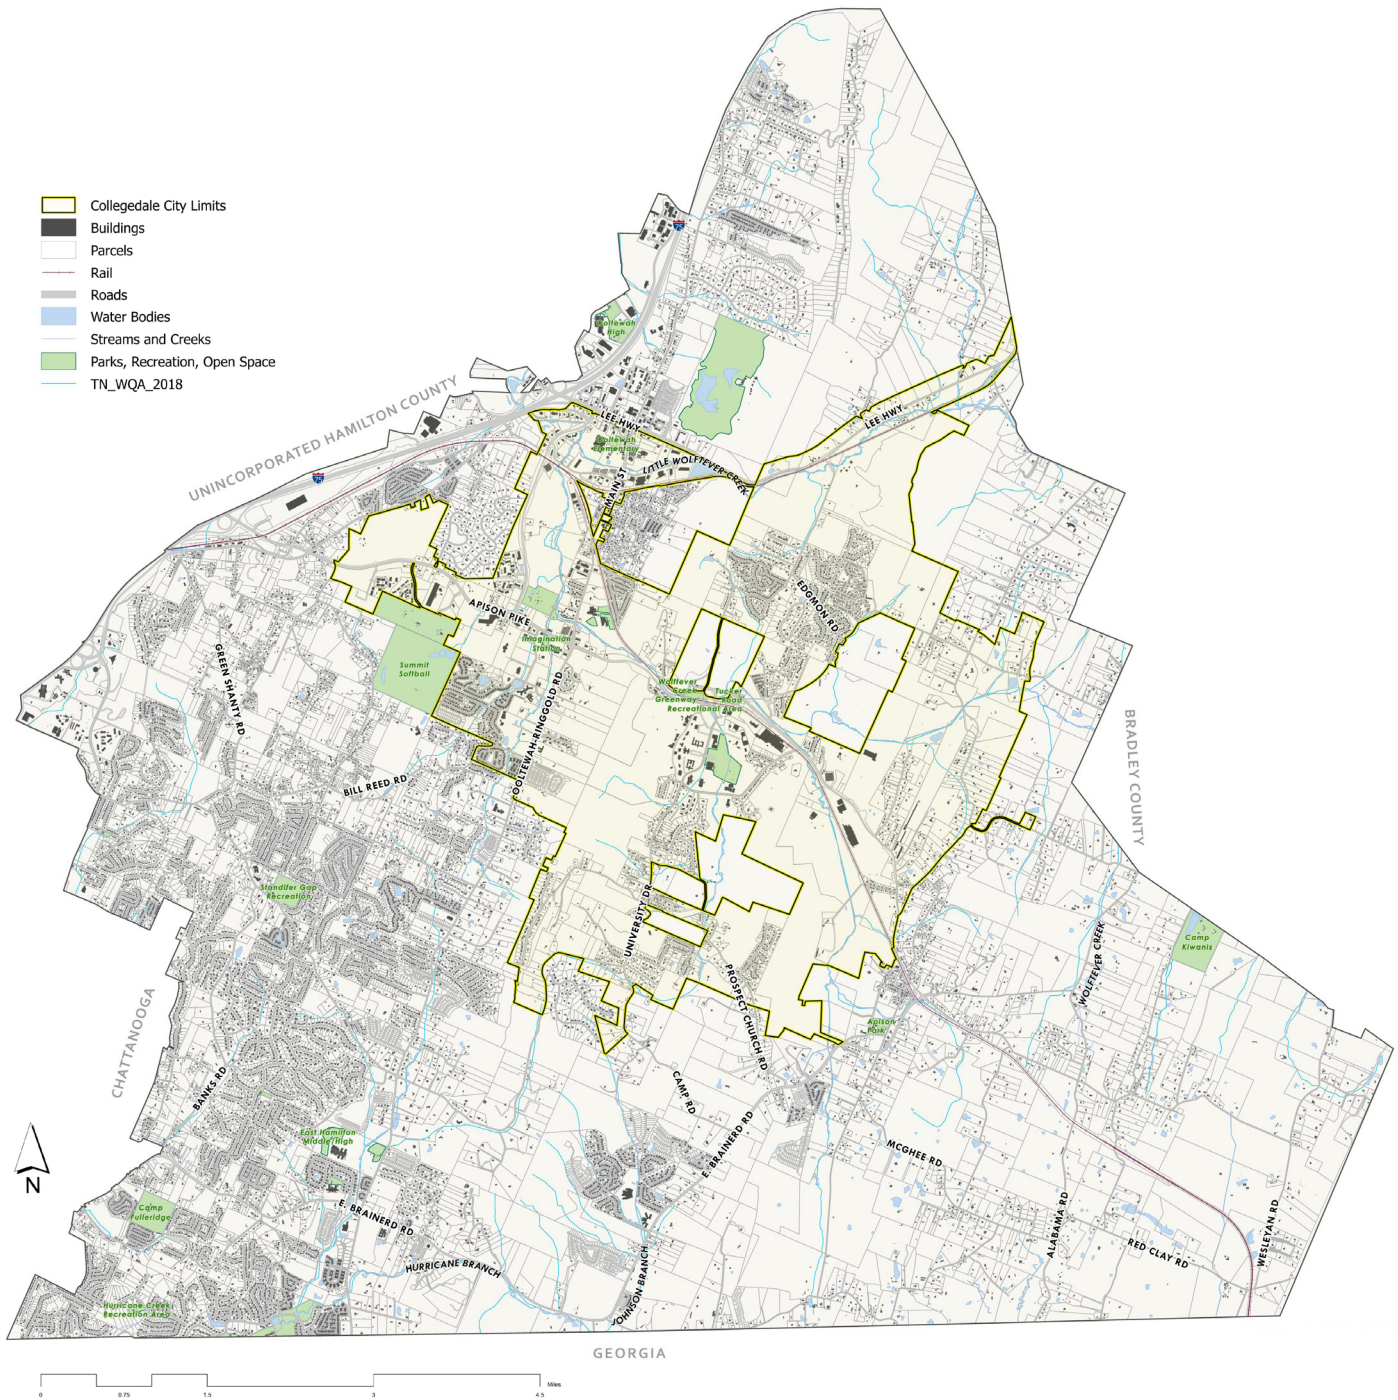 Collegedale City Limits
Buildings
Parcels
Rail
Roads
Water Bodies
Streams and Creeks
Parks, Recreation, Open Space
TN_WQA_2018
75
Ooltewah
High
UNINCORPORATED HAMILTON COUNTY
75
LEE HWY
LEE HWY
Ooltewah
Elementary
LITTLE WOLFTEVER CREEK
MAIN ST
EDGMON RD
APISON PIKE
Imagination
Station
Summit
Softball
GREEN SHANTY RD
Wolftever
Creek
Greenway
Tucker
Road
Recreational Area
OOLTEWAH-RINGGOLD RD
BILL REED RD
BRADLEY COUNTY
Standifer Gap
Recreation
UNIVERSITY DR
Camp
Kiwanis
WOLFTEVER CREEK
PROSPECT CHURCH RD
Apison
Park
CHATTANOOGA
BANKS RD
CAMP RD
E. BRAINERD RD
East Hamilton
Middle/High
MCGHEE RD
N
Camp
Tulleridge
E. BRAINERD RD
HURRICANE BRANCH
JOHNSON BRANCH
ALABAMA RD
RED CLAY RD
WESLEYAN RD
Hurricane Creek
Recreation Area
GEORGIA
Miles
0
0.75
1.5
3
4.5